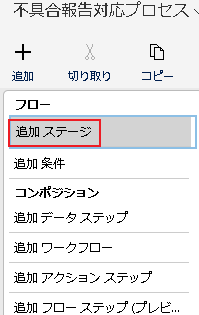 不具合報告対応プロセス
追加 切り取り コピー
フロー
追加 ステージ
追加 条件
コンポジション
追加 データ ステップ
追加 ワークフロー
追加 アクション ステップ
追加 フロー ステップ (プレビ...